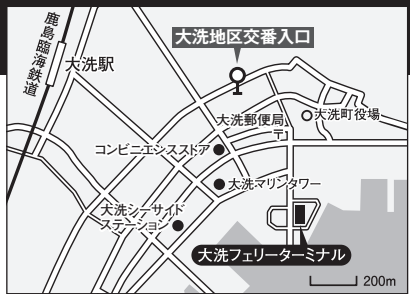 大洗地区交番入口
鹿島臨海鉄道
大洗駅
大洗郵便局
大洗町役場
コンビニエンスストア
大洗マリンタワー
大洗シーサイド
ステーション
大洗フェリーターミナル
200m